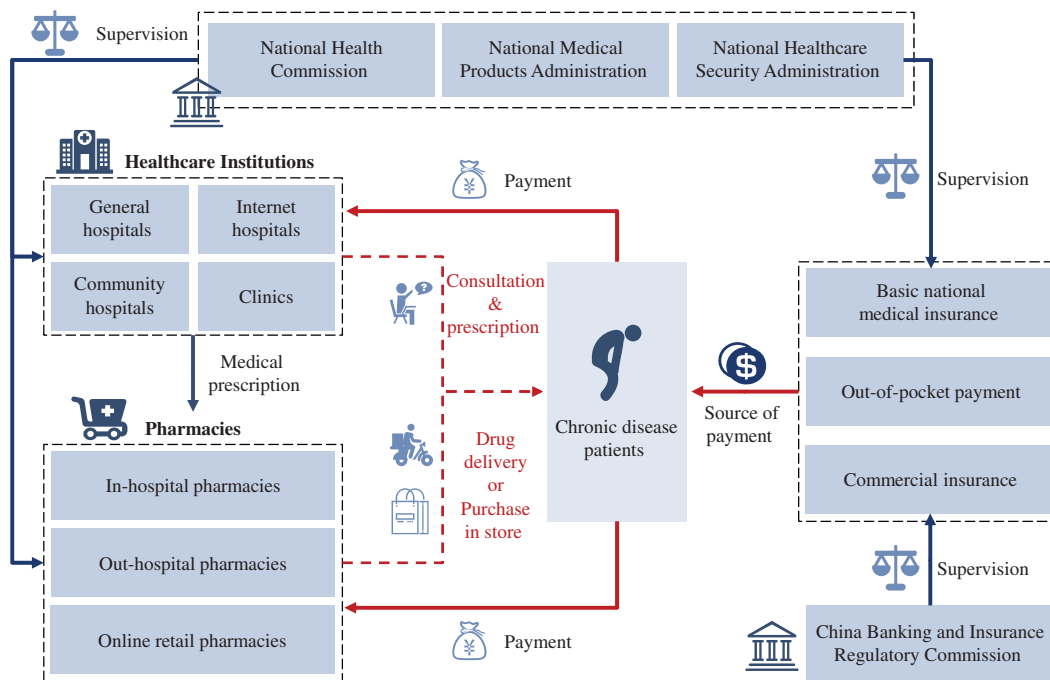 Supervision
National Health
Commission
National Medical
Products Administration
National Healthcare
Security Administration
Healthcare Institutions
General
hospitals
Internet
hospitals
Community
hospitals
Clinics
Payment
¥
Supervision
Consultation
&
prescription
?
Medical
prescription
Pharmacies
In-hospital pharmacies
Out-hospital pharmacies
Online retail pharmacies
Drug
delivery
or
Purchase
in store
Chronic disease
patients
$
Source of
payment
Basic national
medical insurance
Out-of-pocket payment
Commercial insurance
Supervision
China Banking and Insurance
Regulatory Commission
Payment
¥